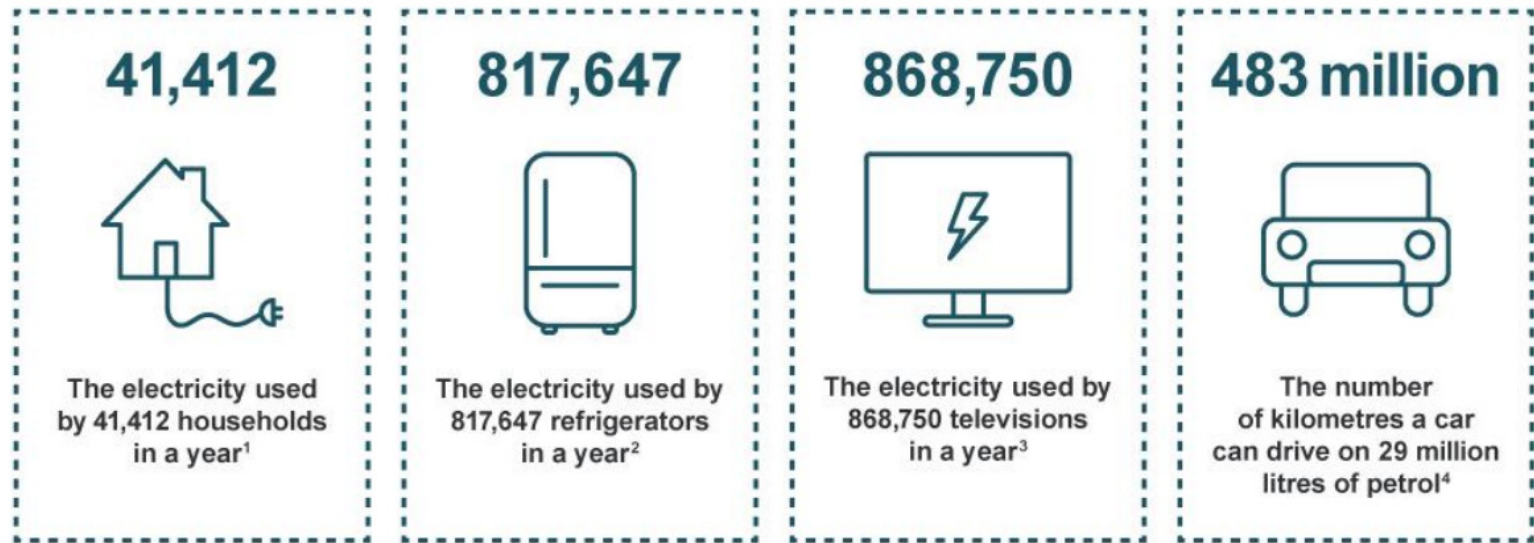 41,412
The electricity used
by 41,412 households
in a year¹
817,647
The electricity used by
817,647 refrigerators
in a year²
868,750
The electricity used by
868,750 televisions
in a year³
483 million
The number
of kilometres a car
can drive on 29 million
litres of petrol⁴